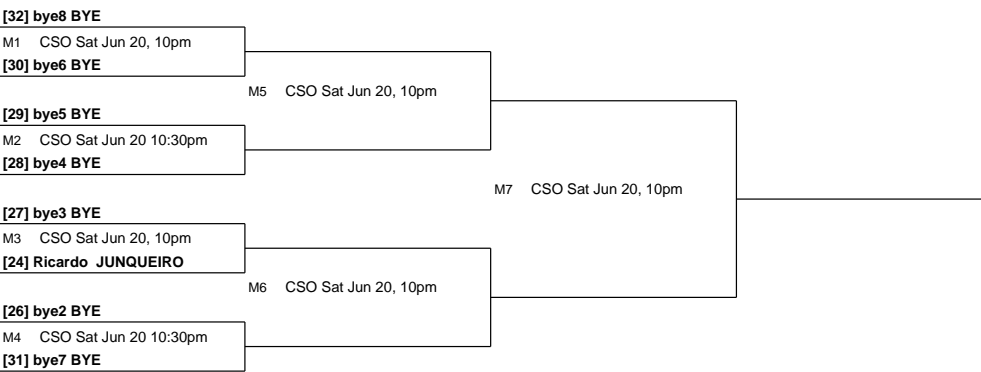 [32] bye8 BYE
M1 CSO Sat Jun 20, 10pm
[30] bye6 BYE
M5 CSO Sat Jun 20, 10pm
[29] bye5 BYE
M2 CSO Sat Jun 20 10:30pm
[28] bye4 BYE
M7 CSO Sat Jun 20, 10pm
[27] bye3 BYE
M3 CSO Sat Jun 20, 10pm
[24] Ricardo JUNQUEIRO
M6 CSO Sat Jun 20, 10pm
[26] bye2 BYE
M4 CSO Sat Jun 20 10:30pm
[31] bye7 BYE